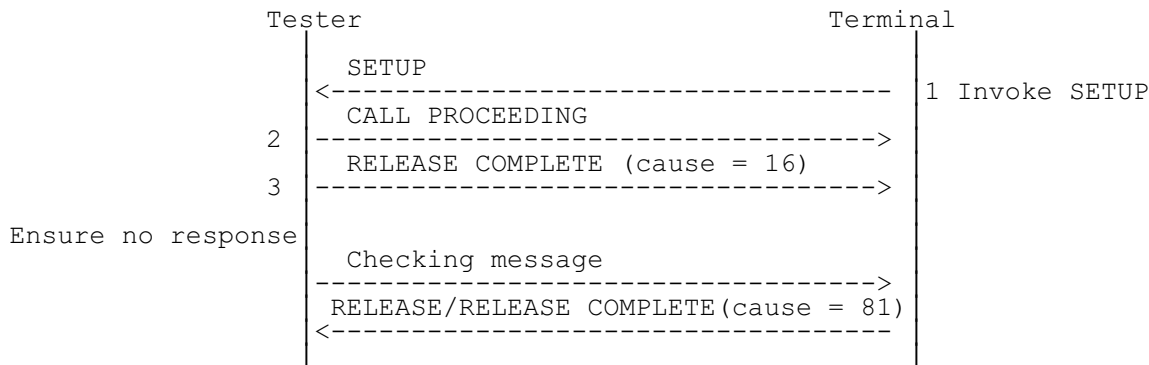 Tester Terminal
SETUP
<----------------------------------- 1 Invoke SETUP
CALL PROCEEDING
2 ----------------------------------->
RELEASE COMPLETE (cause = 16)
3 ----------------------------------->
Ensure no response
Checking message
----------------------------------->
RELEASE/RELEASE COMPLETE(cause = 81)
<-----------------------------------